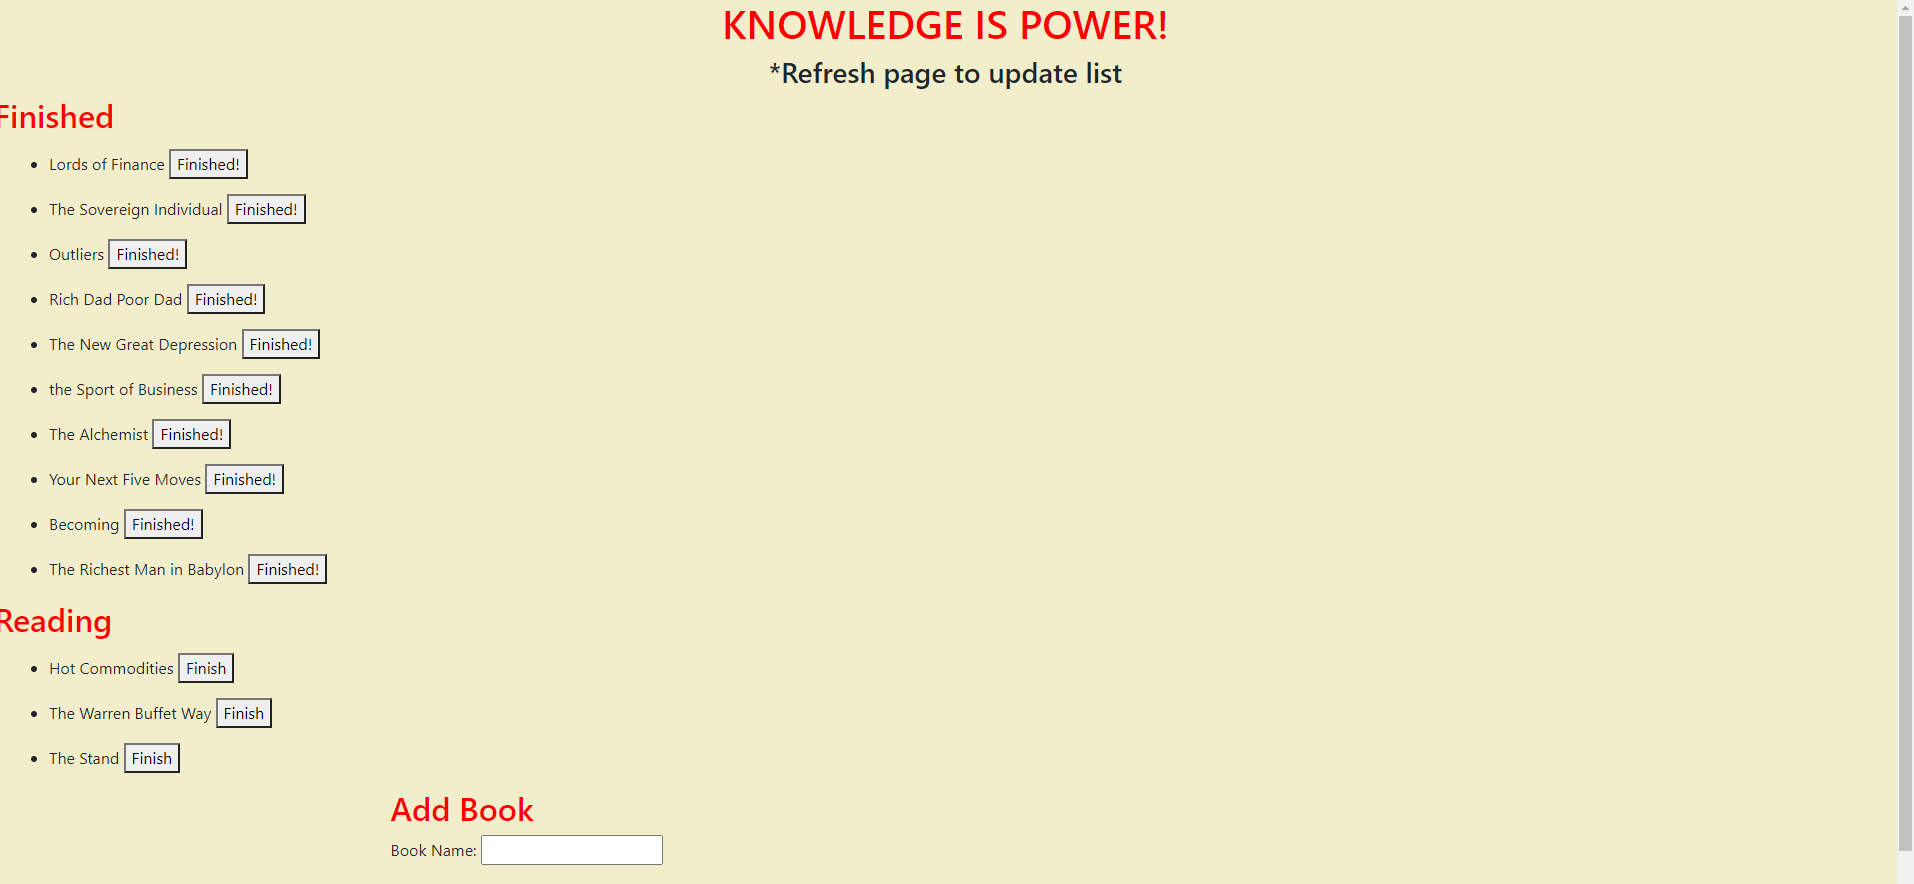 KNOWLEDGE IS POWER!
*Refresh page to update list
Finished
Lords of Finance Finished!
The Sovereign Individual Finished!
Outliers Finished!
Rich Dad Poor Dad Finished!
The New Great Depression Finished!
the Sport of Business Finished!
The Alchemist Finished!
Your Next Five Moves Finished!
Becoming Finished!
The Richest Man in Babylon Finished!
Reading
Hot Commodities Finish
The Warren Buffet Way Finish
The Stand Finish
Add Book
Book Name: